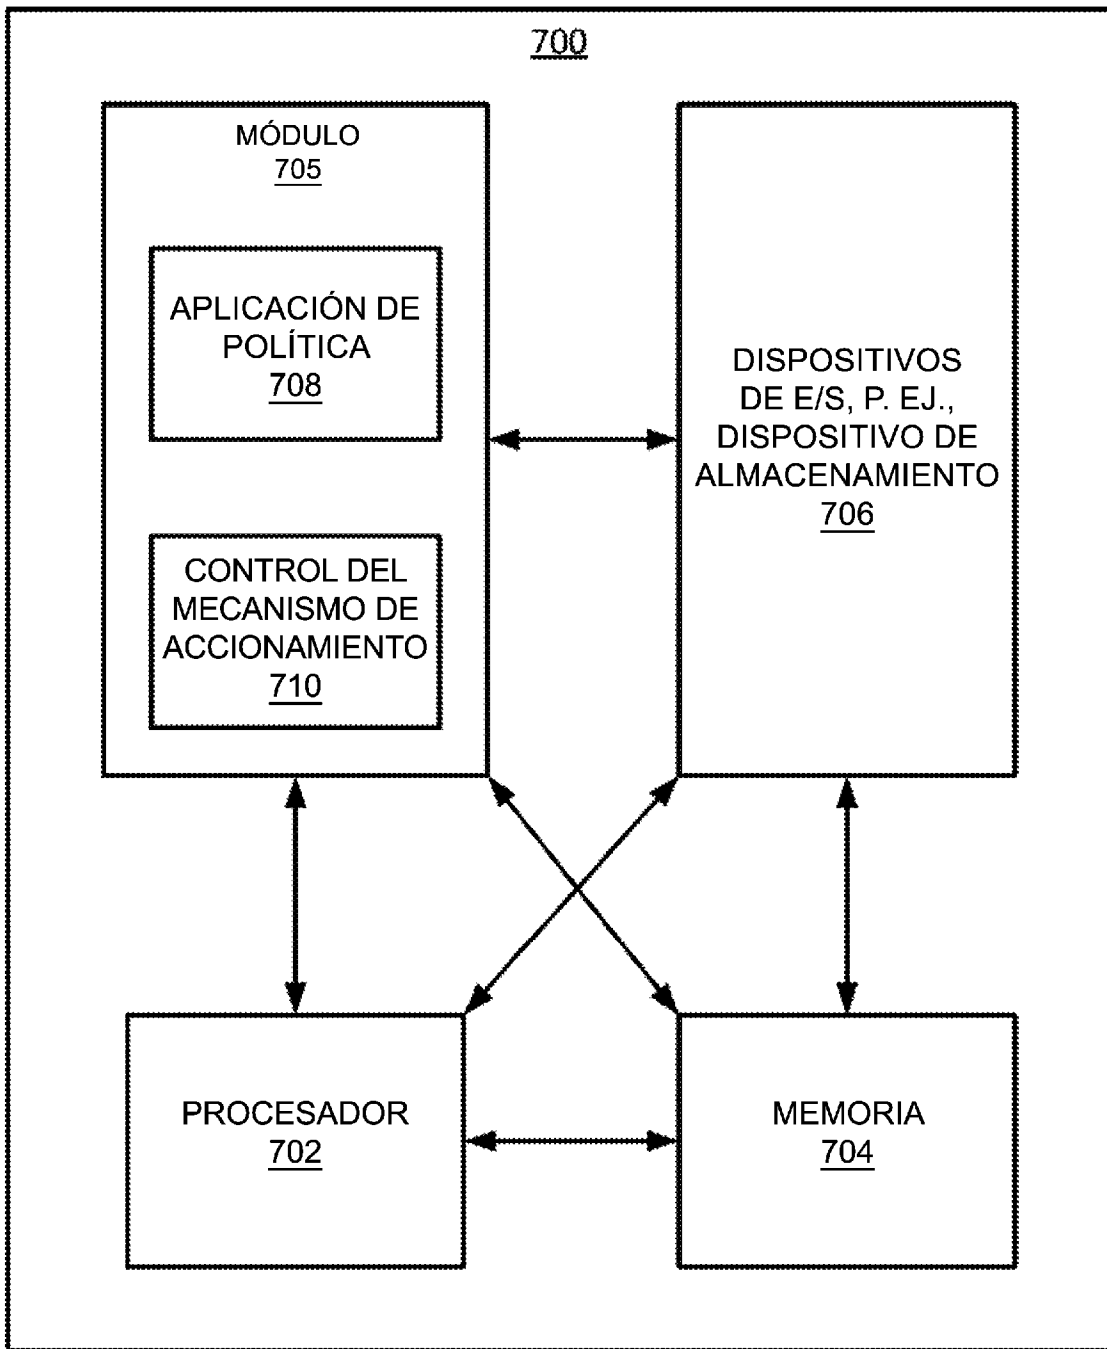 700
MÓDULO
705
APLICACIÓN DE
POLÍTICA
708
CONTROL DEL
MECANISMO DE
ACCIONAMIENTO
710
DISPOSITIVOS
DE E/S, P. EJ.,
DISPOSITIVO DE
ALMACENAMIENTO
706
PROCESADOR
702
MEMORIA
704